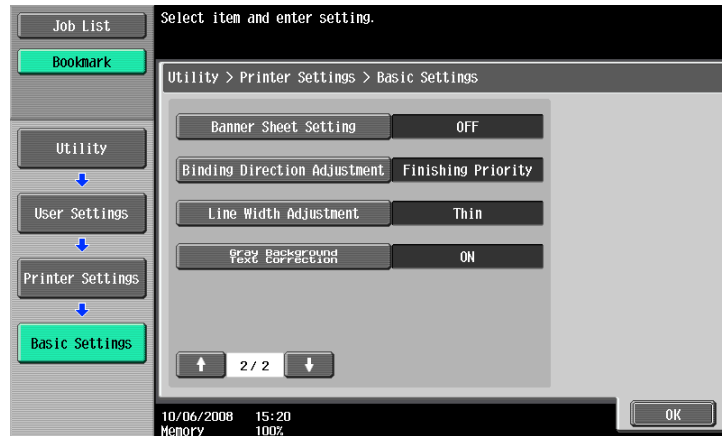 Job List
Bookmark
Utility
User Settings
Printer Settings
Basic Settings
Select item and enter setting.
Utility > Printer Settings > Basic Settings
Banner Sheet Setting OFF
Binding Direction Adjustment Finishing Priority
Line Width Adjustment Thin
Gray Background
Text Correction ON
2/2
10/06/2008 15:20
Memory 100%
OK